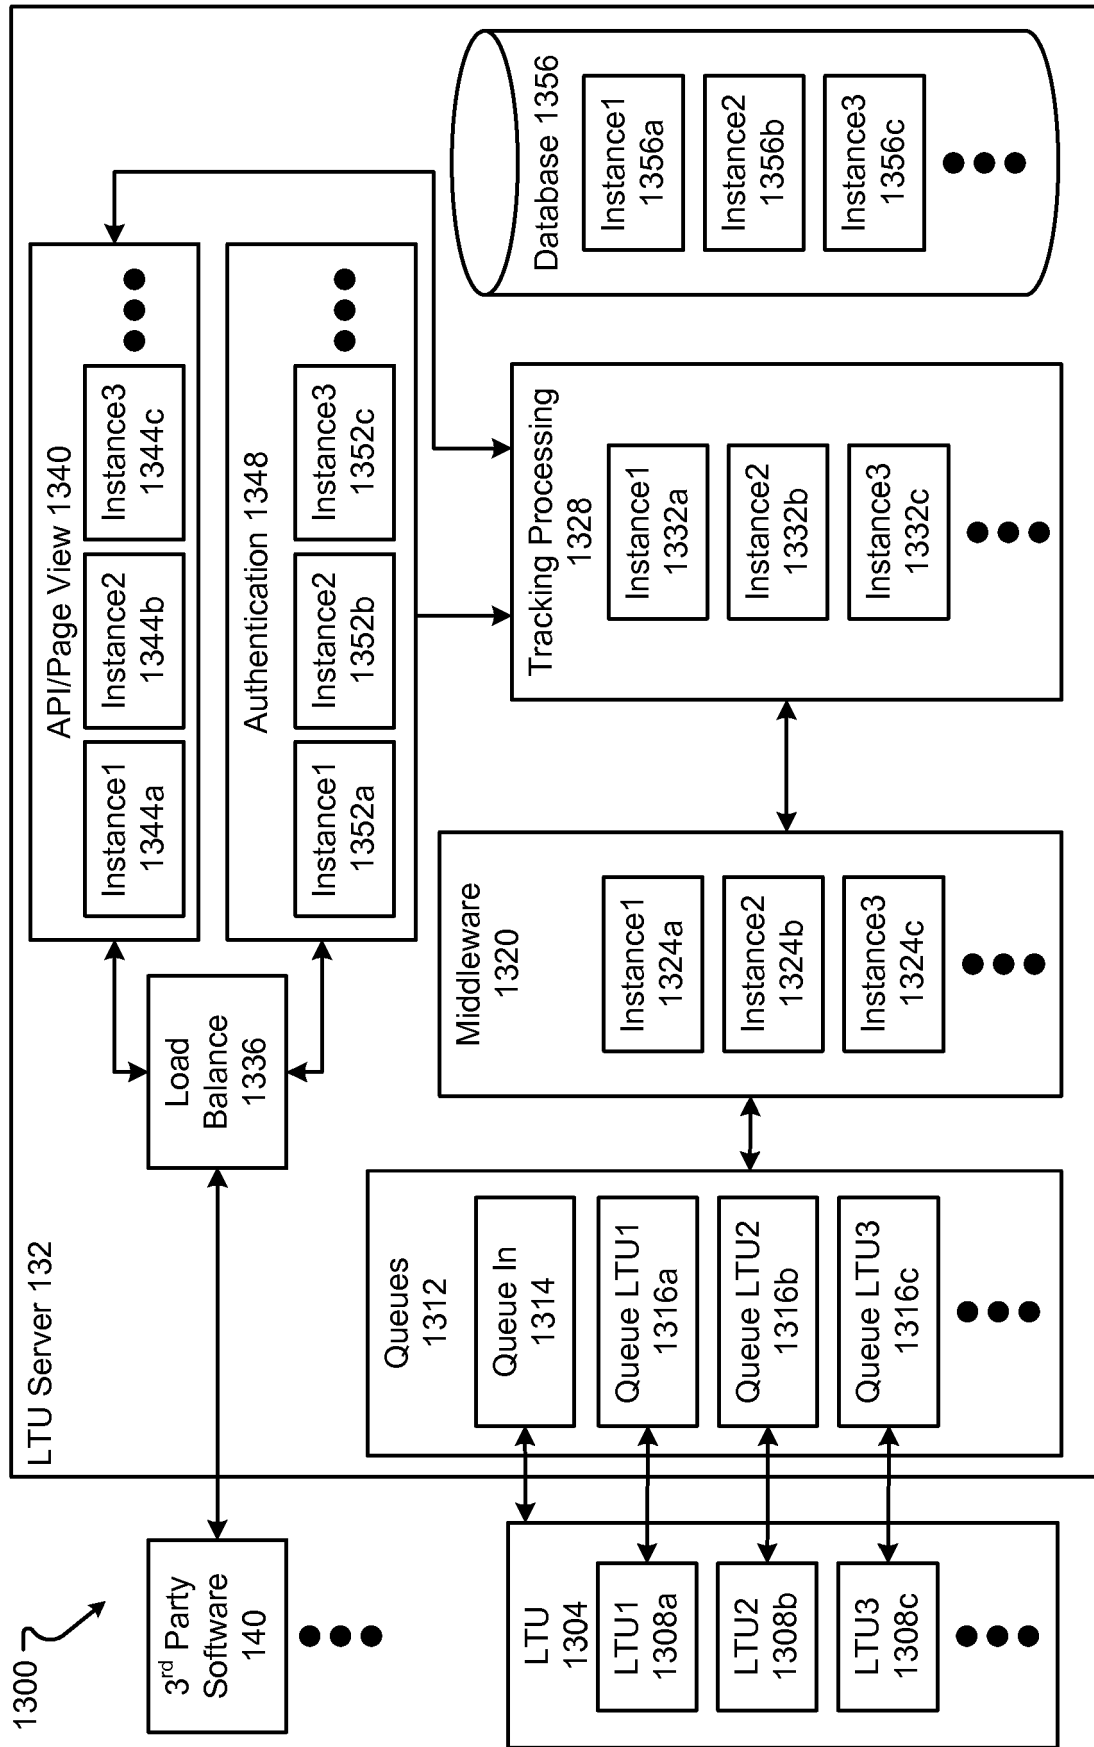 1300
LTU Server 132
3rd Party
Software
140
Load
Balance
1336
API/Page View 1340
Instance1
1344a
Instance2
1344b
Instance3
1344c
Authentication 1348
Instance1
1352a
Instance2
1352b
Instance3
1352c
LTU
1304
LTU1
1308a
LTU2
1308b
LTU3
1308c
Queues
1312
Queue In
1314
Queue LTU1
1316a
Queue LTU2
1316b
Queue LTU3
1316c
Middleware
1320
Instance1
1324a
Instance2
1324b
Instance3
1324c
Tracking Processing
1328
Instance1
1332a
Instance2
1332b
Instance3
1332c
Database 1356
Instance1
1356a
Instance2
1356b
Instance3
1356c